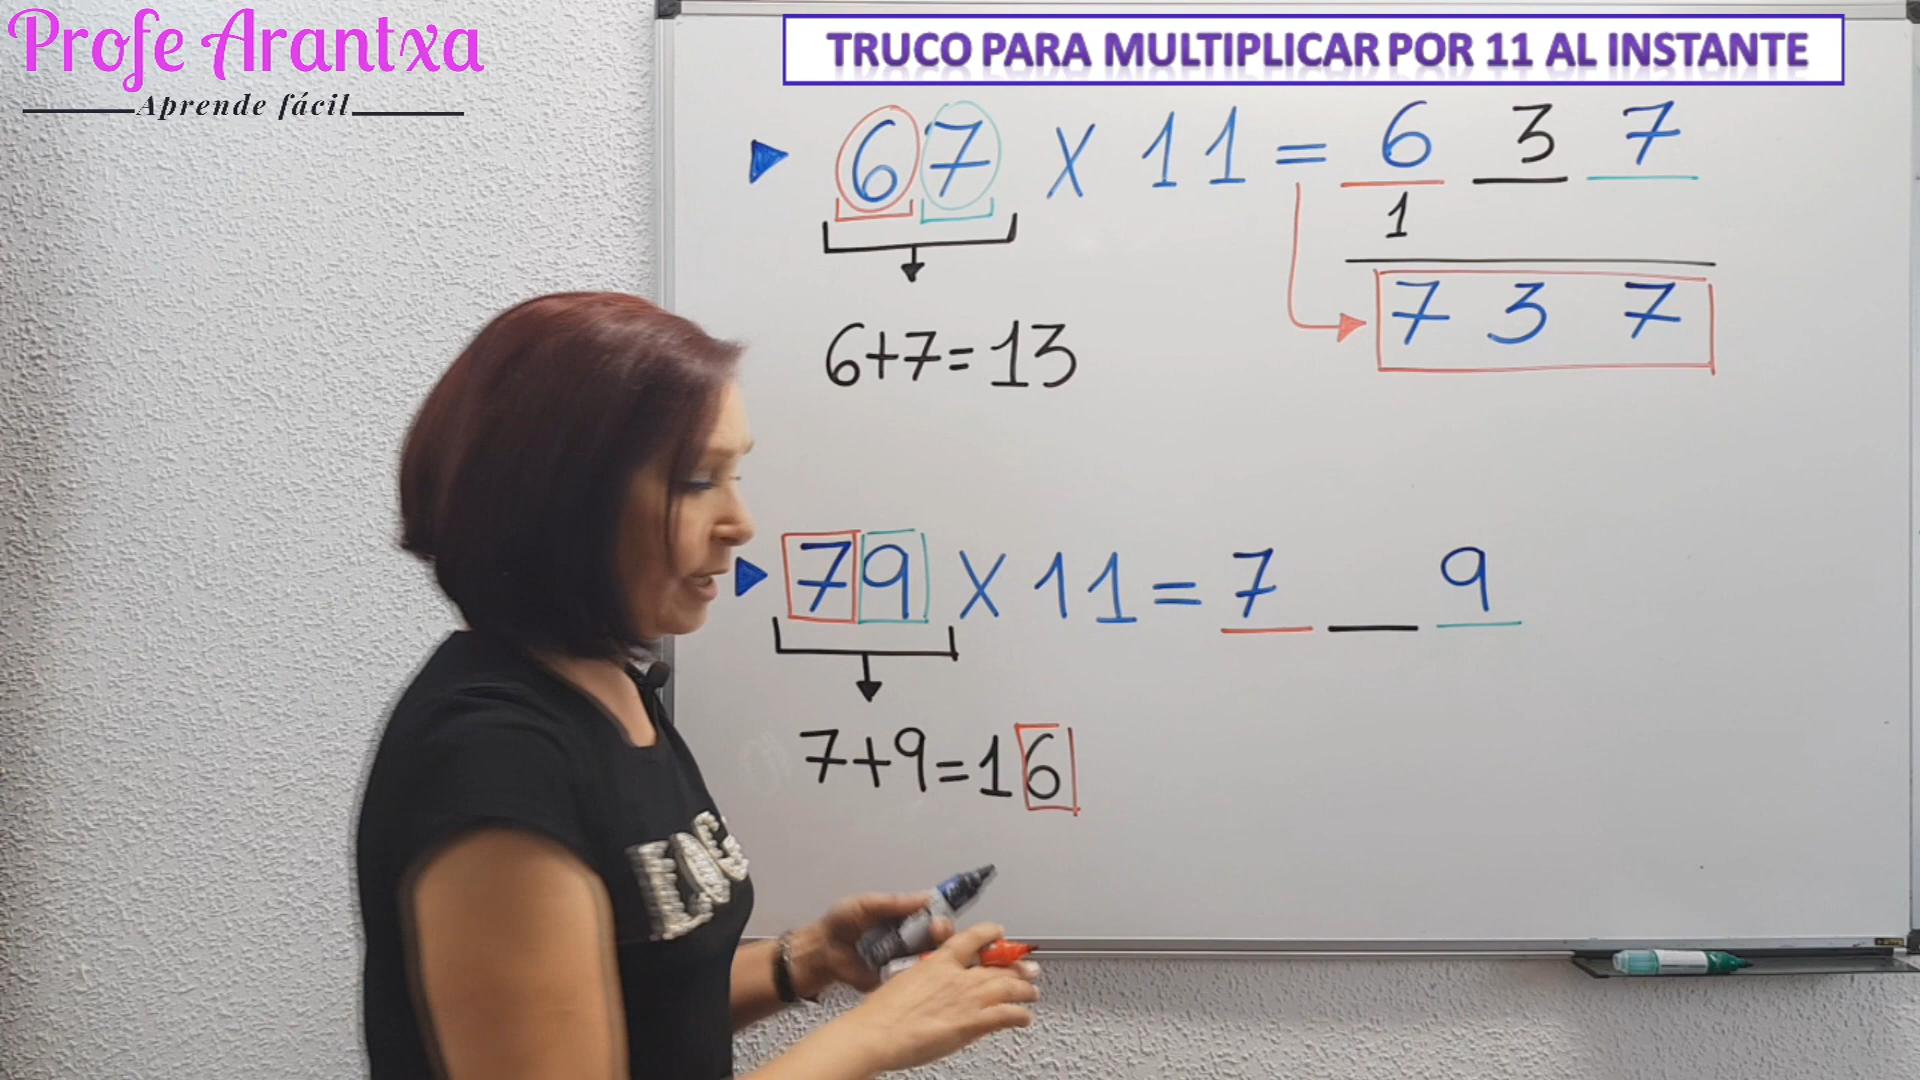 Profe Arantxa
Aprende fácil
TRUCO PARA MULTIPLICAR POR 11 AL INSTANTE
67 X 11 = 6 3 7
1
7 3 7
6+7=13
79 X 11 = 7 _ 9
7+9=16